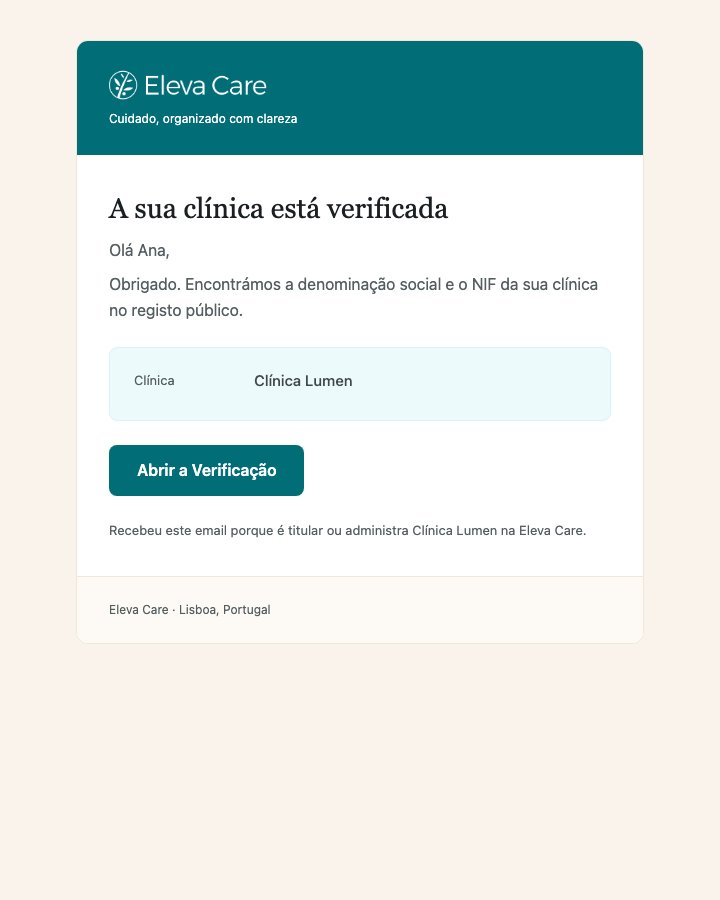 Eleva Care
Cuidado, organizado com clareza
A sua clínica está verificada
Olá Ana,
Obrigado. Encontrámos a denominação social e o NIF da sua clínica
no registo público.
Clínica Clínica Lumen
Abrir a Verificação
Recebeu este email porque é titular ou administra Clínica Lumen na Eleva Care.
Eleva Care · Lisboa, Portugal